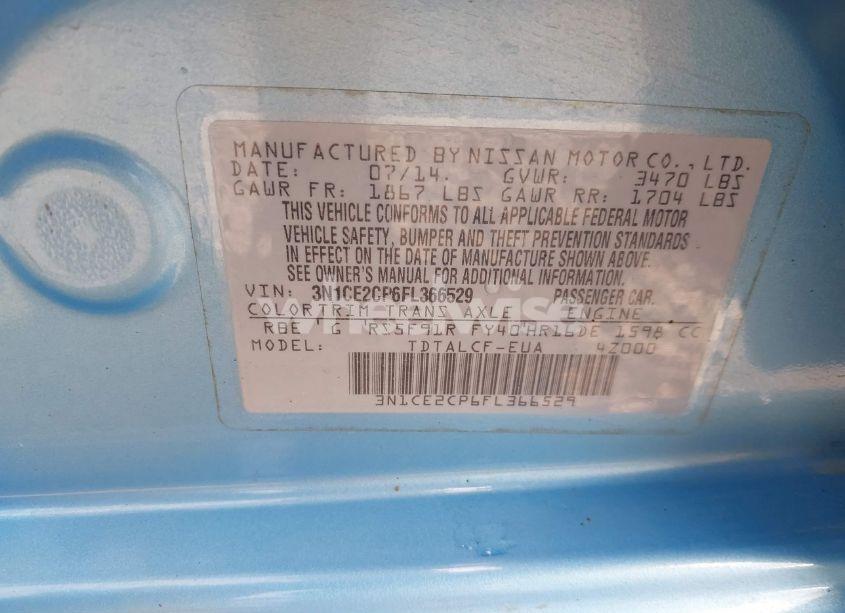 MANUFACTURED BY NISSAN MOTOR CO., LTD.
DATE: 07/14. GVWR: 3470 LBS
GAWR FR: 1867 LBS GAWR RR: 1704 LBS
THIS VEHICLE CONFORMS TO ALL APPLICABLE FEDERAL MOTOR
VEHICLE SAFETY, BUMPER AND THEFT PREVENTION STANDARDS
IN EFFECT ON THE DATE OF MANUFACTURE SHOWN ABOVE.
SEE OWNER'S MANUAL FOR ADDITIONAL INFORMATION.
VIN: 3N1CE2CP6FL366529 PASSENGER CAR.
COLOR TRIM TRANS AXLE ENGINE
RBE G RS5F91R FY40 HR16DE 1598 CC
MODEL: TDTALCF-EUA 4Z000
3N1CE2CP6FL366529